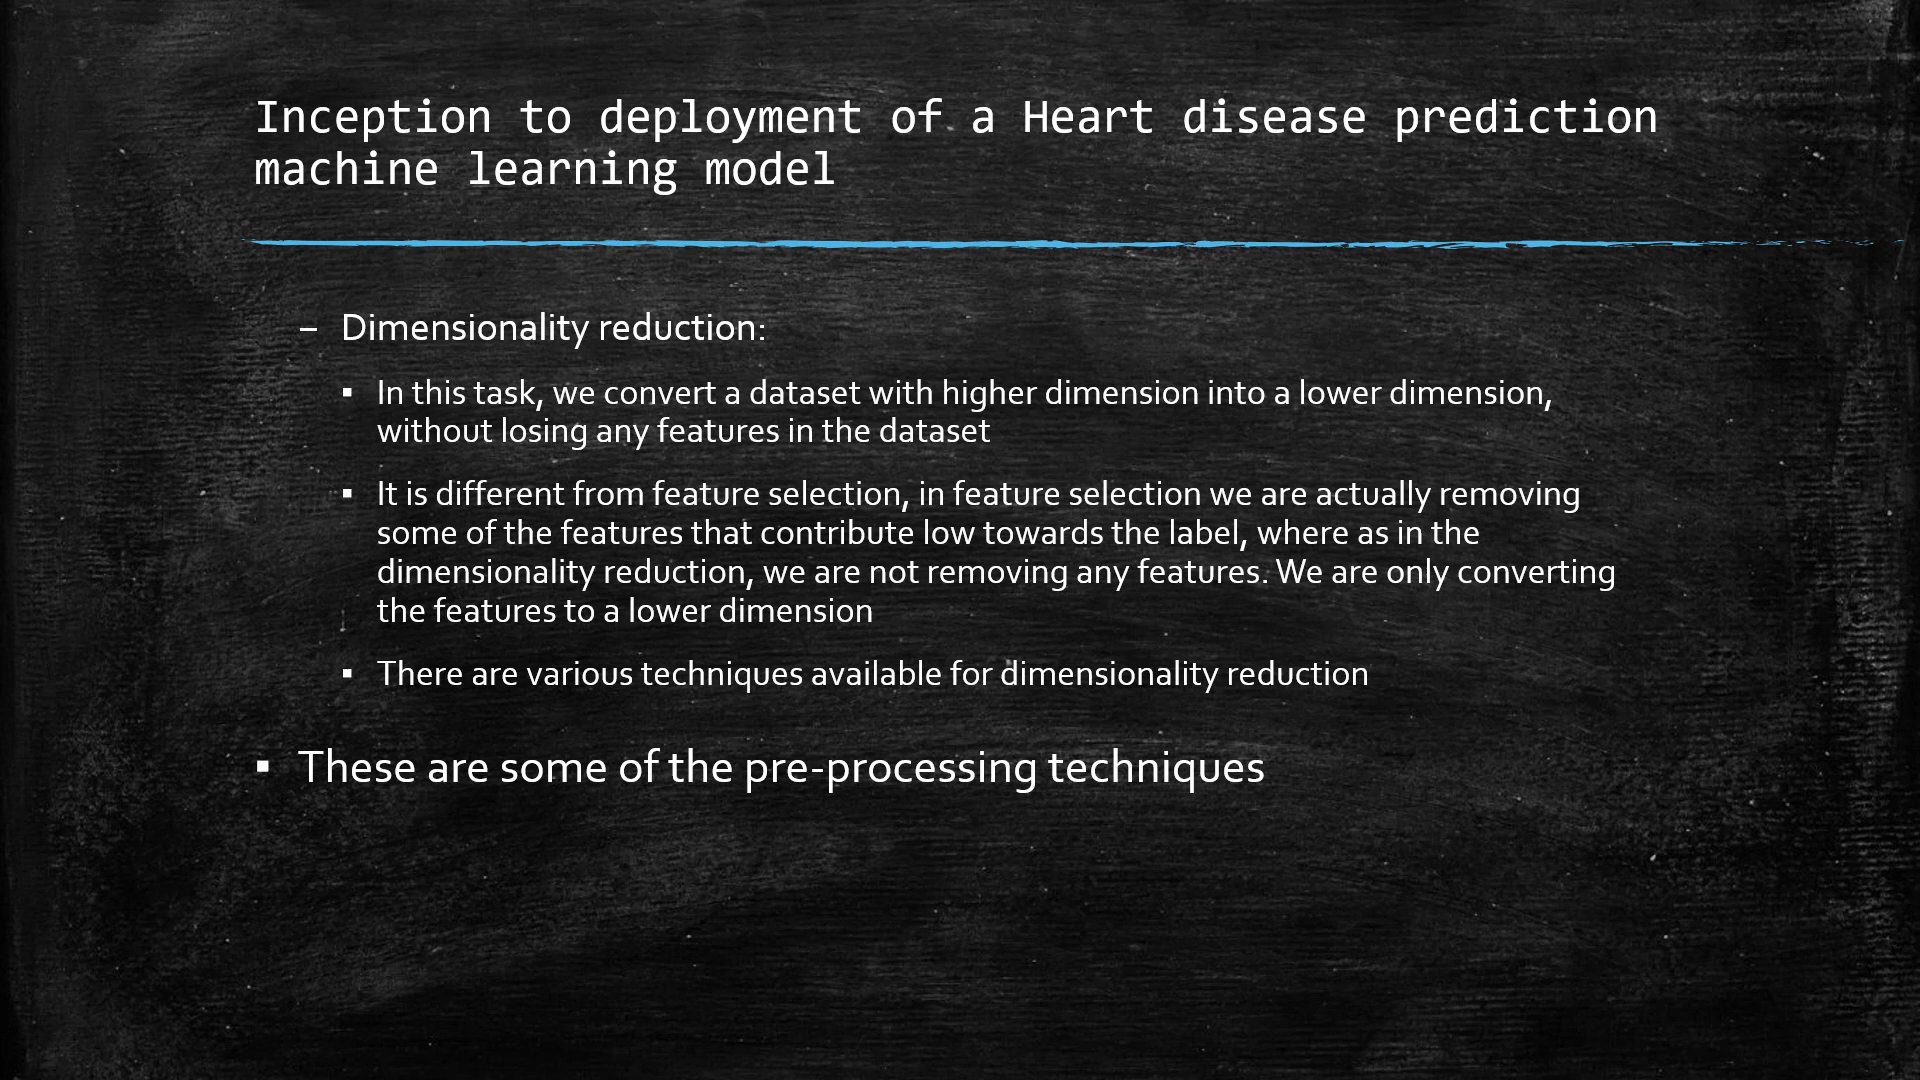 Inception to deployment of a Heart disease prediction
machine learning model
– Dimensionality reduction:
▪ In this task, we convert a dataset with higher dimension into a lower dimension,
without losing any features in the dataset
▪ It is different from feature selection, in feature selection we are actually removing
some of the features that contribute low towards the label, where as in the
dimensionality reduction, we are not removing any features. We are only converting
the features to a lower dimension
▪ There are various techniques available for dimensionality reduction
▪ These are some of the pre-processing techniques